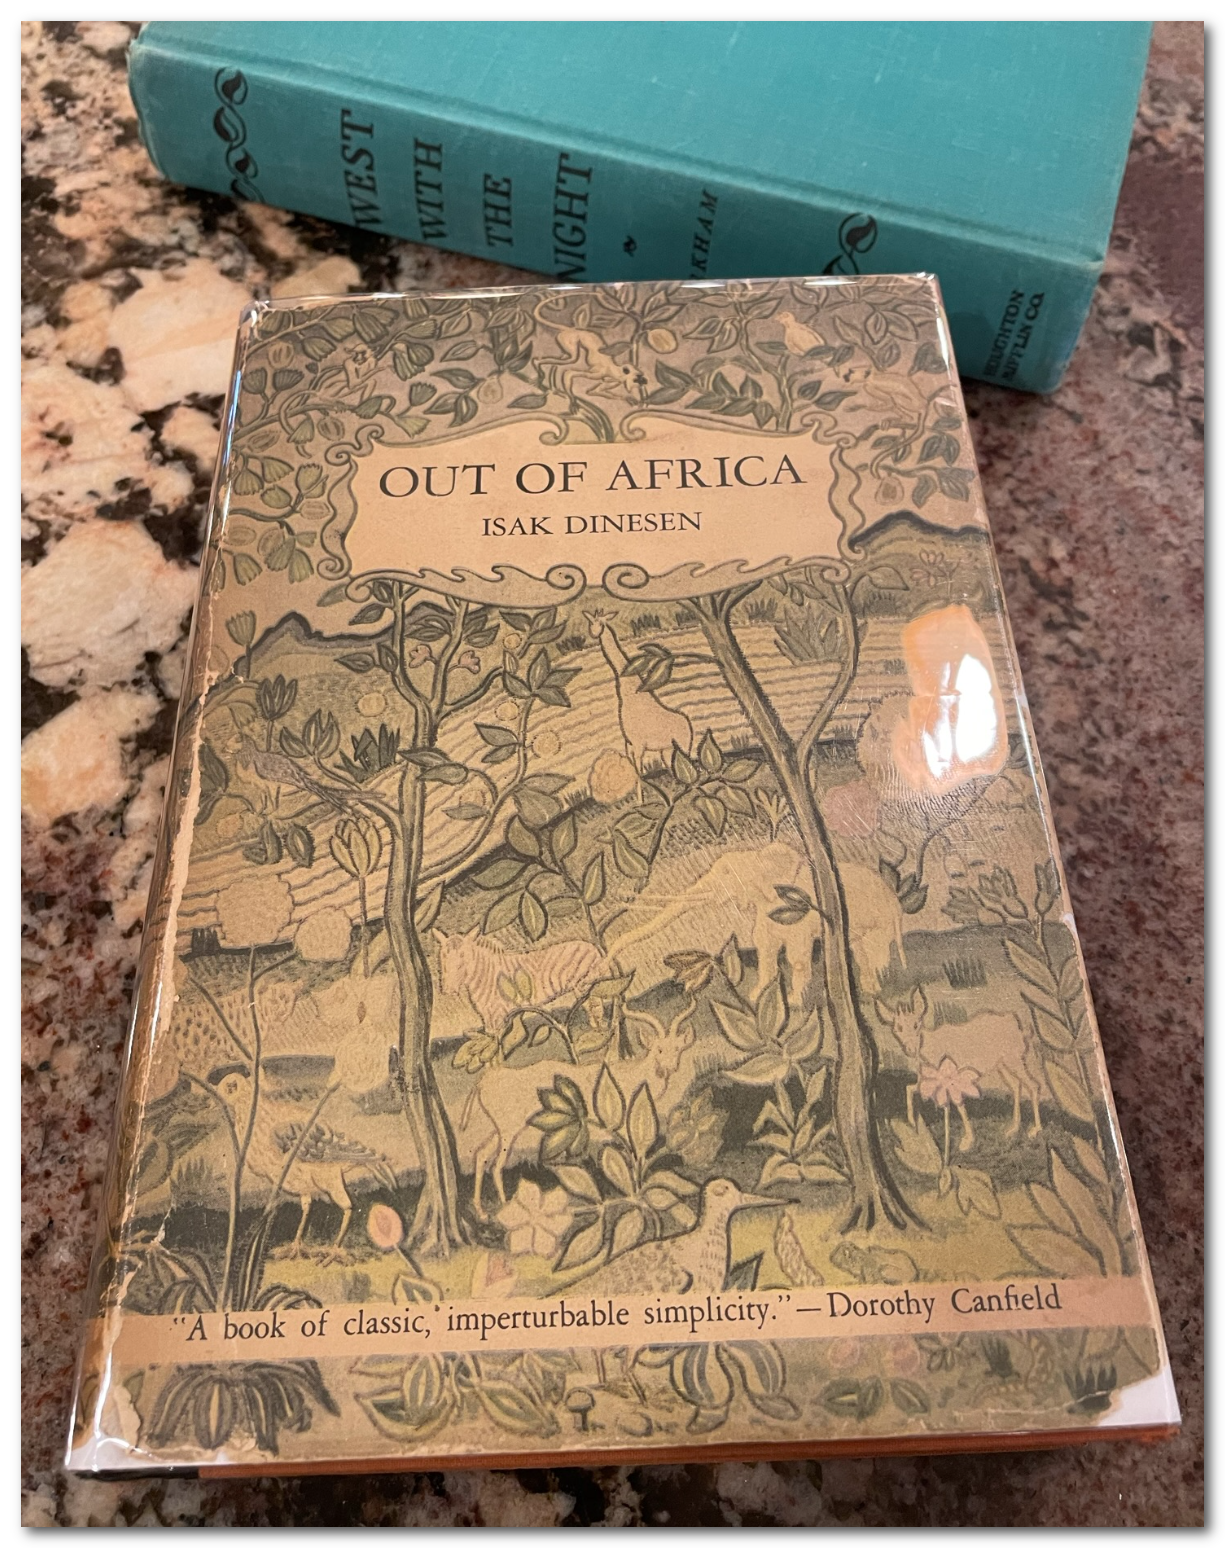 WEST
WITH
THE
NIGHT
HOUGHTON
MIFFLIN CO.
OUT OF AFRICA
ISAK DINESEN
"A book of classic, imperturbable simplicity."—Dorothy Canfield